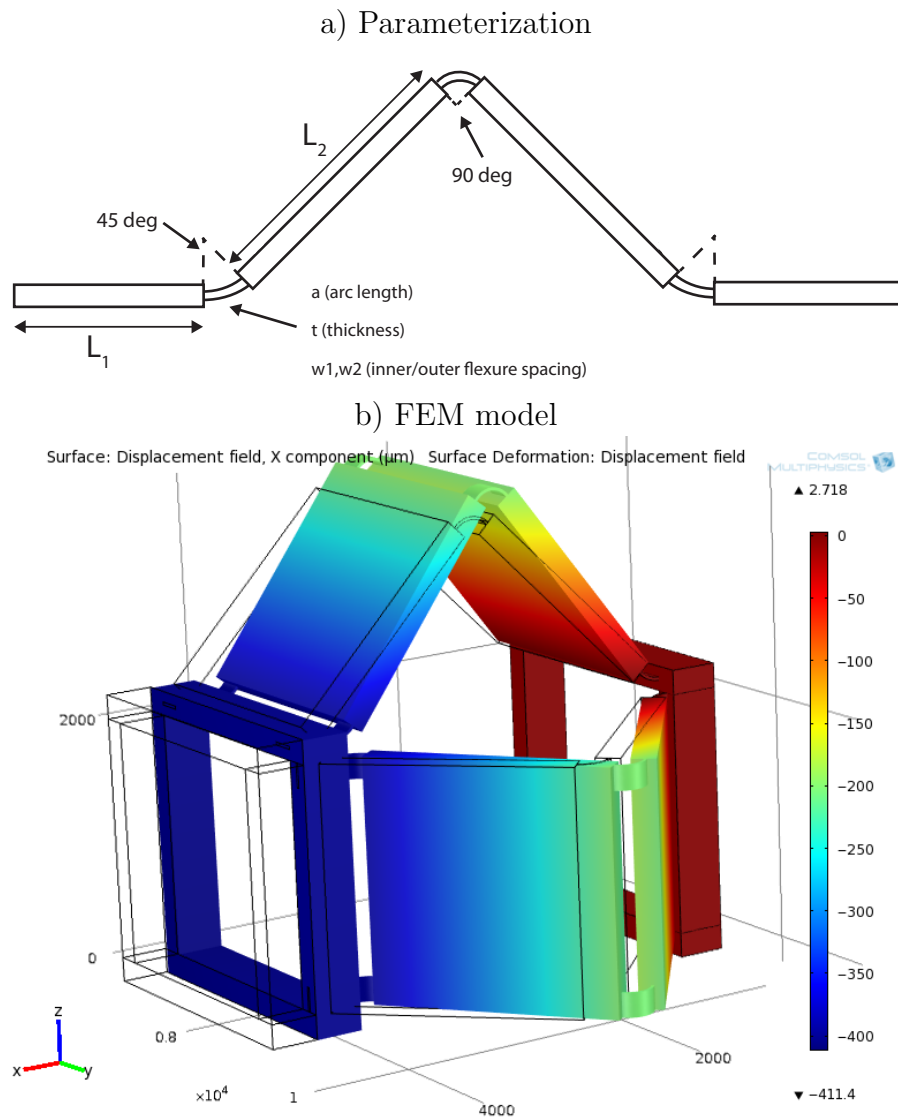 a) Parameterization
L2
90 deg
45 deg
a (arc length)
t (thickness)
L1
w1,w2 (inner/outer flexure spacing)
b) FEM model
Surface: Displacement field, X component (µm) Surface Deformation: Displacement field
COMSOL
MULTIPHYSICS
▲ 2.718
0
−50
−100
−150
−200
−250
−300
−350
−400
▼ −411.4
2000
0
0.8
×10⁴
1
2000
4000
z
x
y